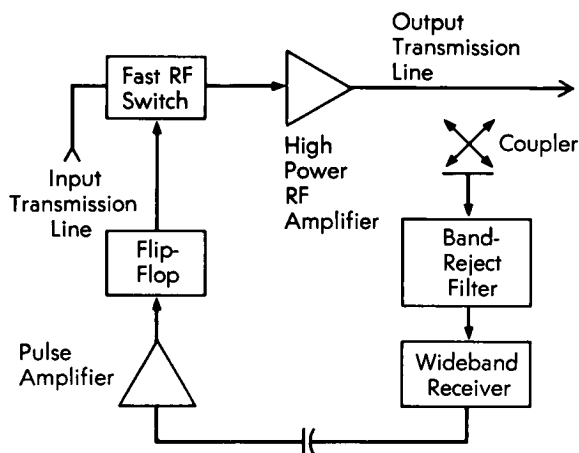 Output
Transmission
Line
Fast RF
Switch
High
Power
RF
Amplifier
Coupler
Input
Transmission
Line
Flip-
Flop
Band-
Reject
Filter
Pulse
Amplifier
Wideband
Receiver